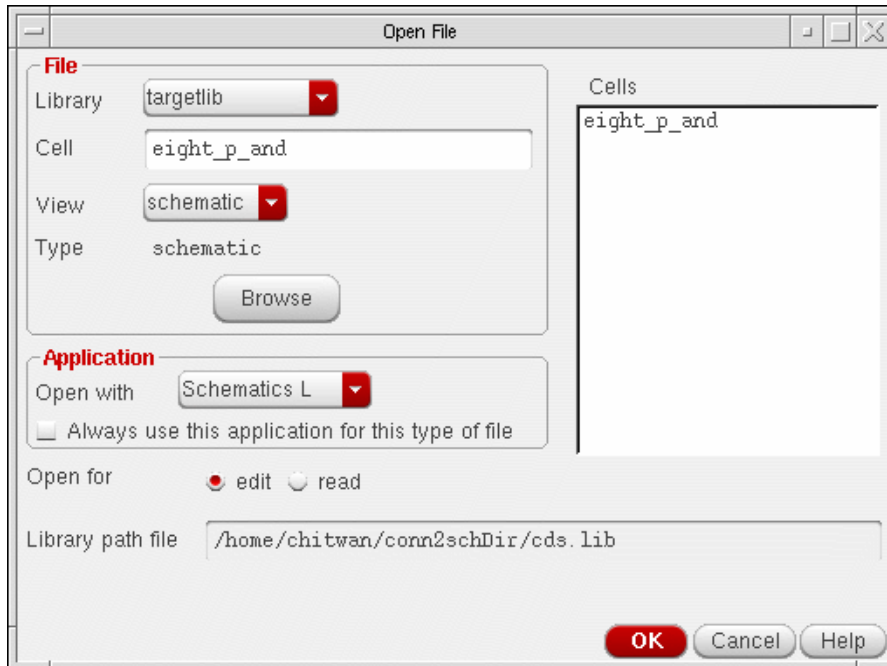 Open File
File
Library targetlib
Cell eight_p_and
View schematic
Type schematic
Browse
Cells
eight_p_and
Application
Open with Schematics L
Always use this application for this type of file
Open for edit read
Library path file /home/chitwan/conn2schDir/cds.lib
OK Cancel Help